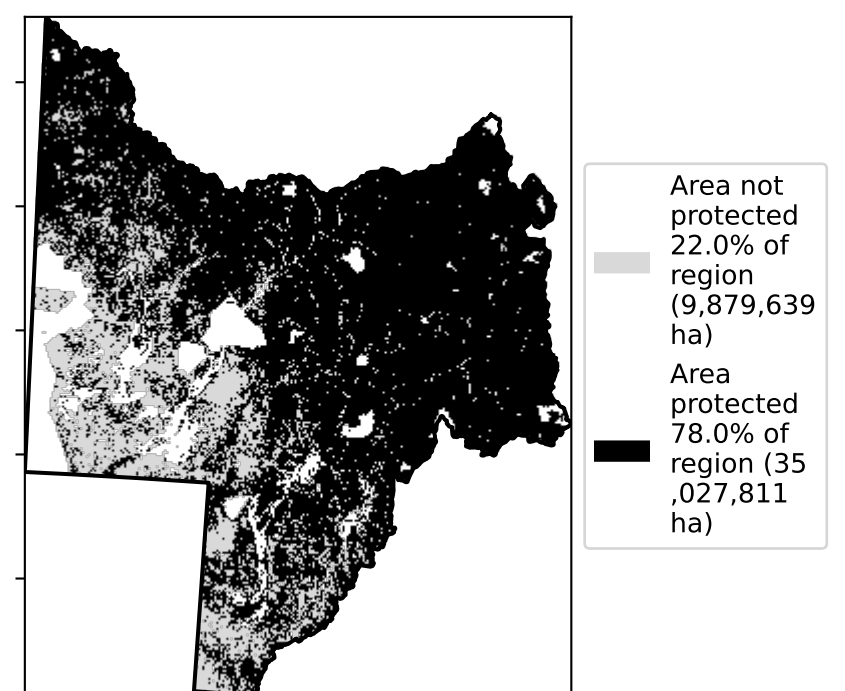 Area not
protected
22.0% of
region
(9,879,639
ha)
Area
protected
78.0% of
region (35
,027,811
ha)